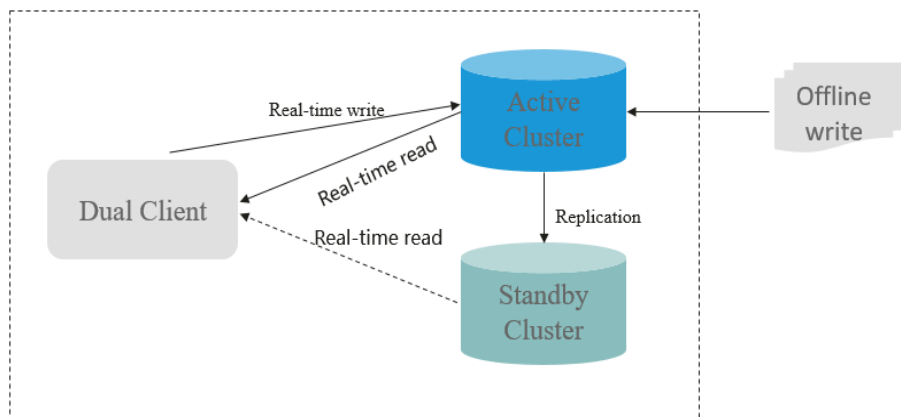 Active
Cluster
Offline
write
Real-time write
Real-time read
Dual Client
Replication
Real-time read
Standby
Cluster